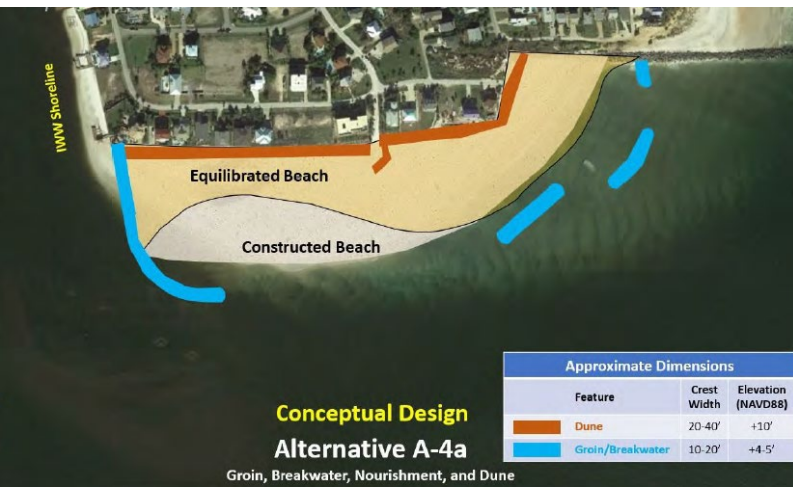 IWW Shoreline
Equilibrated Beach
Constructed Beach
Conceptual Design
Alternative A-4a
Groin, Breakwater, Nourishment, and Dune
Approximate Dimensions
Feature Crest Width Elevation (NAVD88)
Dune 20-40' +10'
Groin/Breakwater 10-20' +4-5'